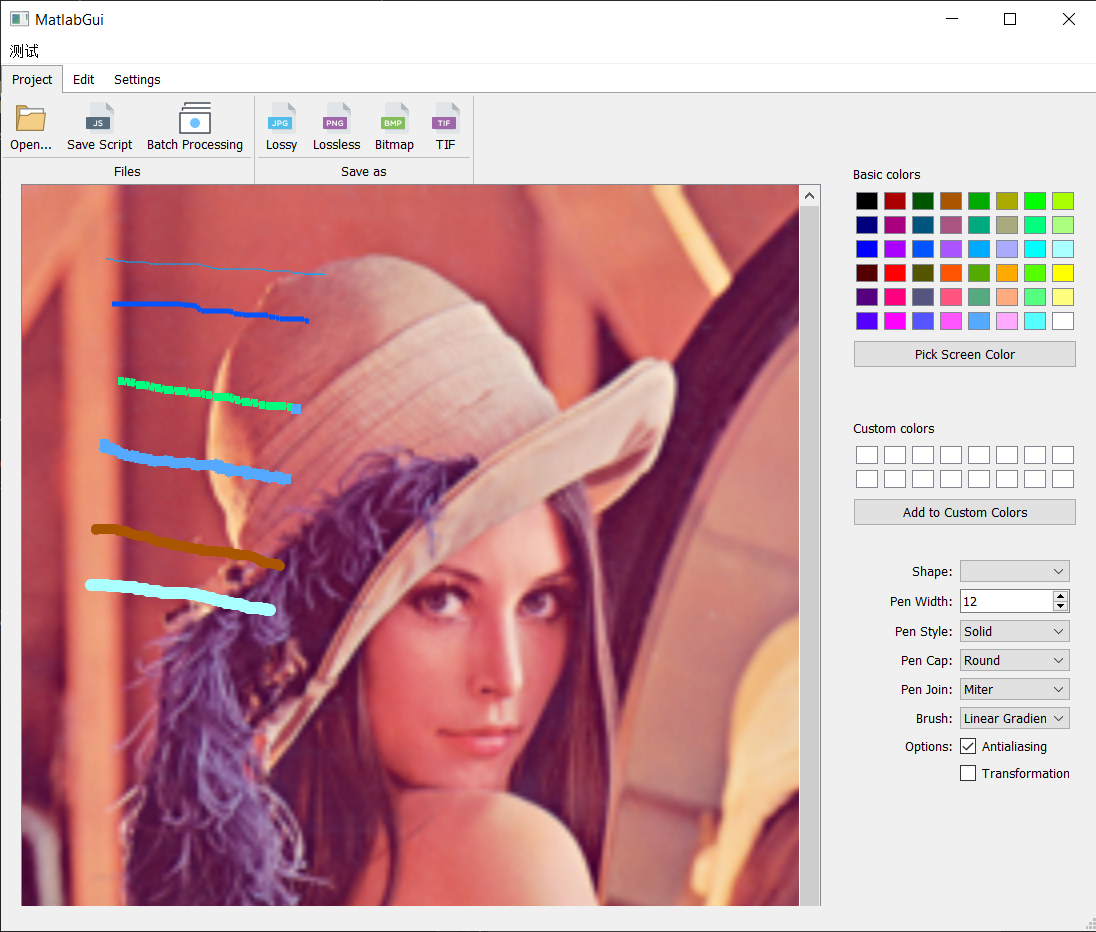 MatlabGui
测试
Project Edit Settings
Open... Save Script Batch Processing Lossy Lossless Bitmap TIF
JS JPG PNG BMP TIF
Files Save as
Basic colors
Pick Screen Color
Custom colors
Add to Custom Colors
Shape:
Pen Width: 12
Pen Style: Solid
Pen Cap: Round
Pen Join: Miter
Brush: Linear Gradien
Options: Antialiasing
Transformation